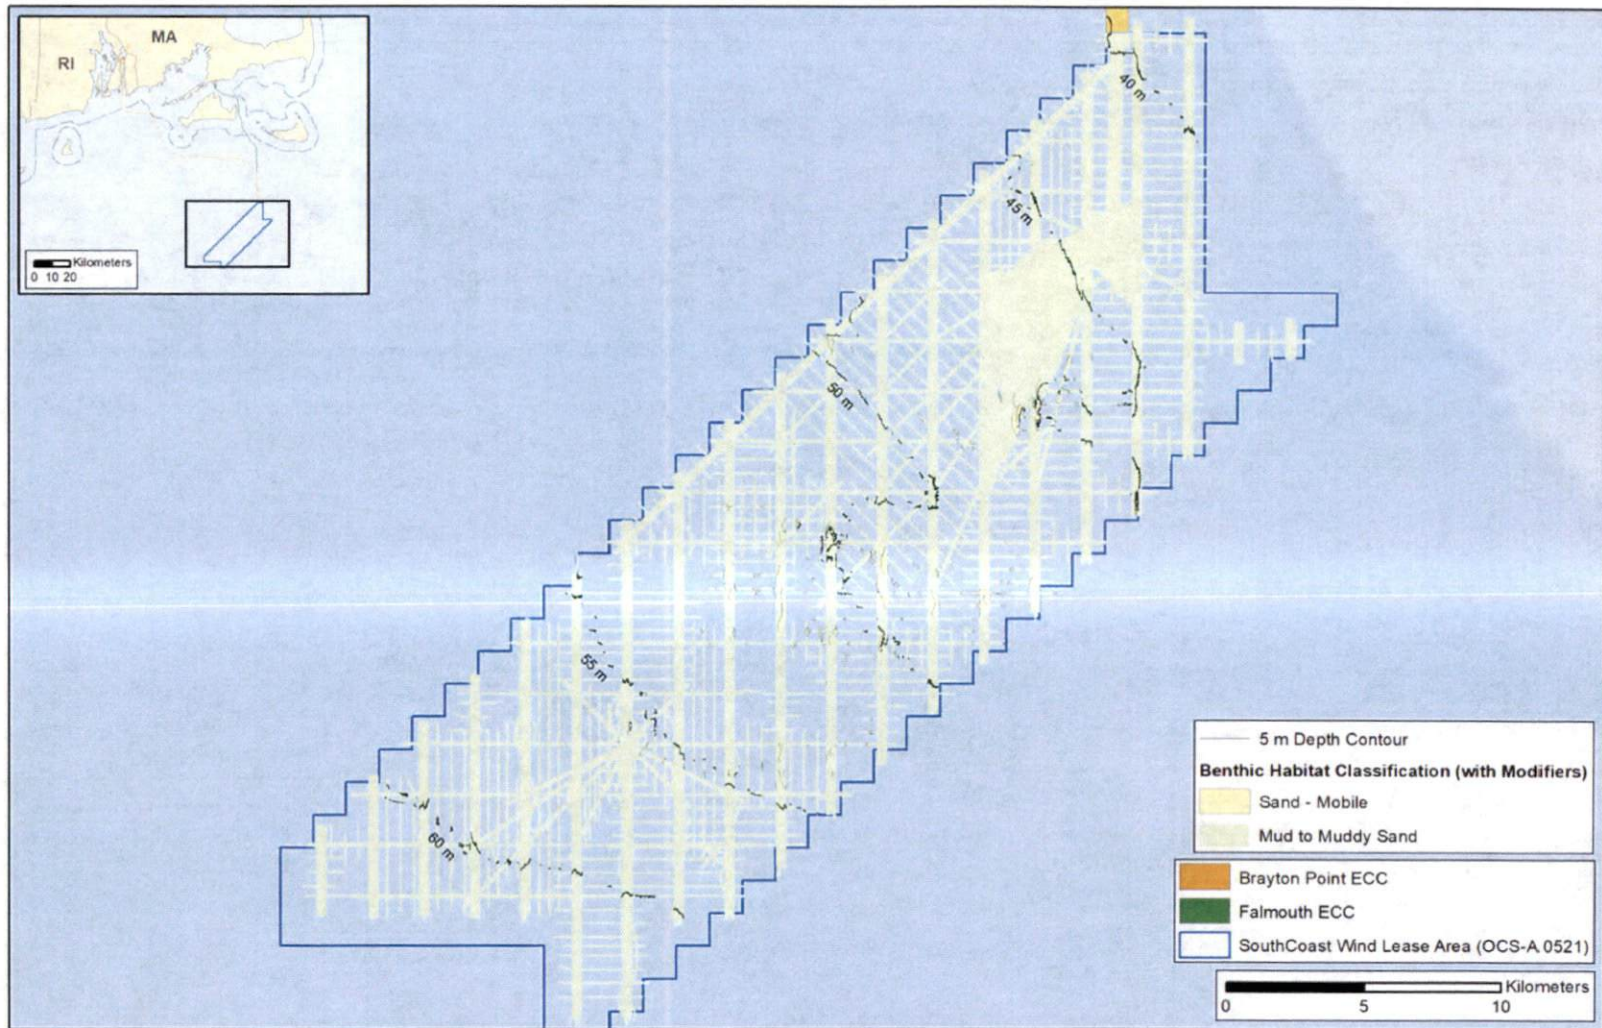 MA
RI
Kilometers
0 10 20
40 m
45 m
50 m
55 m
60 m
5 m Depth Contour
Benthic Habitat Classification (with Modifiers)
Sand - Mobile
Mud to Muddy Sand
Brayton Point ECC
Falmouth ECC
SouthCoast Wind Lease Area (OCS-A 0521)
Kilometers
0 5 10